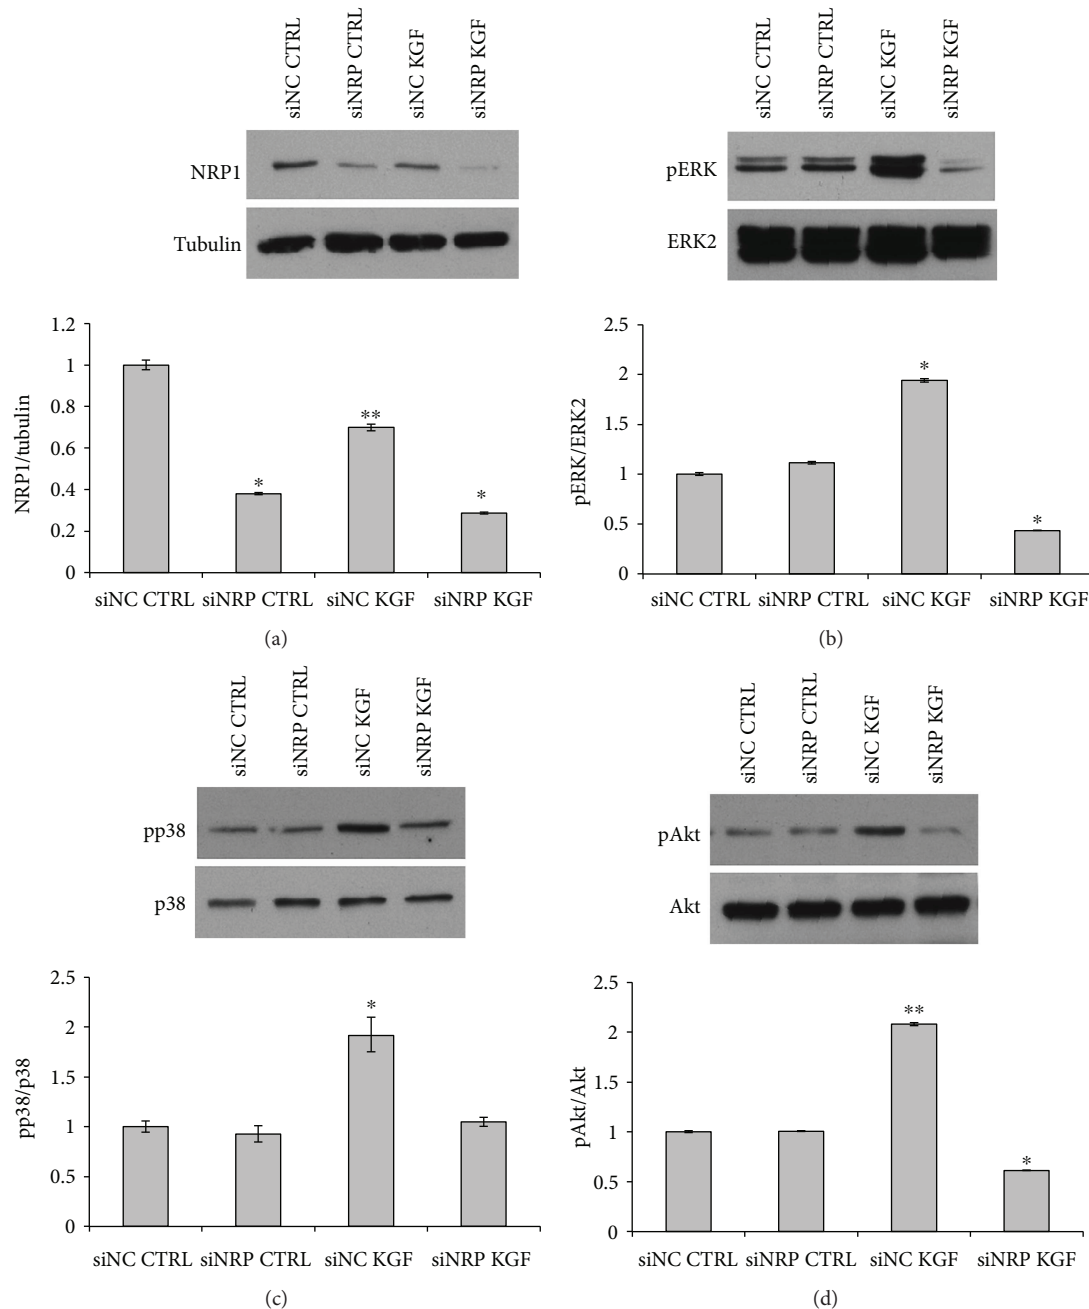 siNC CTRL
siNRP CTRL
siNC KGF
siNRP KGF
NRP1
Tubulin
1.2
1
0.8
0.6
0.4
0.2
0
NRP1/tubulin
*
**
*
siNC CTRL siNRP CTRL siNC KGF siNRP KGF
(a)
siNC CTRL
siNRP CTRL
siNC KGF
siNRP KGF
pERK
ERK2
2.5
2
1.5
1
0.5
0
pERK/ERK2
*
*
siNC CTRL siNRP CTRL siNC KGF siNRP KGF
(b)
siNC CTRL
siNRP CTRL
siNC KGF
siNRP KGF
pp38
p38
2.5
2
1.5
1
0.5
0
pp38/p38
*
siNC CTRL siNRP CTRL siNC KGF siNRP KGF
(c)
siNC CTRL
siNRP CTRL
siNC KGF
siNRP KGF
pAkt
Akt
2.5
2
1.5
1
0.5
0
pAkt/Akt
**
*
siNC CTRL siNRP CTRL siNC KGF siNRP KGF
(d)